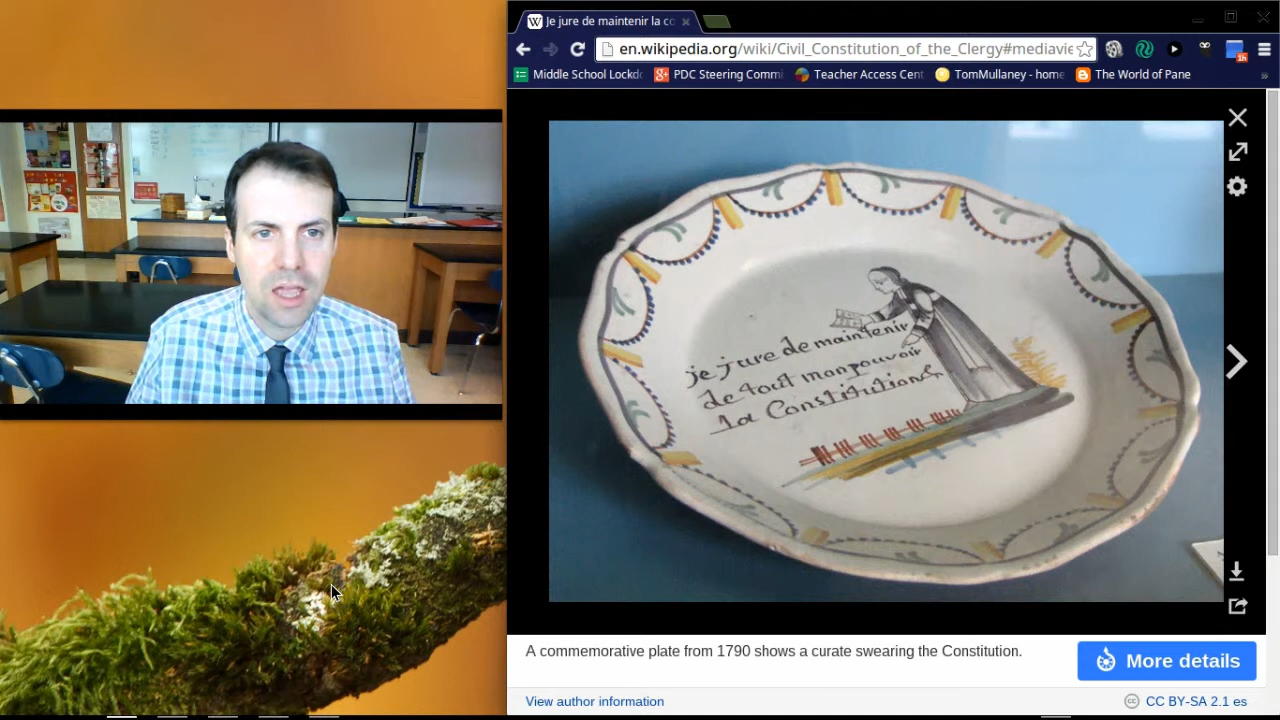 Je jure de maintenir la co
en.wikipedia.org/wiki/Civil_Constitution_of_the_Clergy#mediavie
Middle School Lockd
PDC Steering Commi
Teacher Access Cent
TomMullaney - home
The World of Pane
1h
je jure de maintenir
de tout mon pouvoir
la Constitution
A commemorative plate from 1790 shows a curate swearing the Constitution.
More details
View author information
CC BY-SA 2.1 es